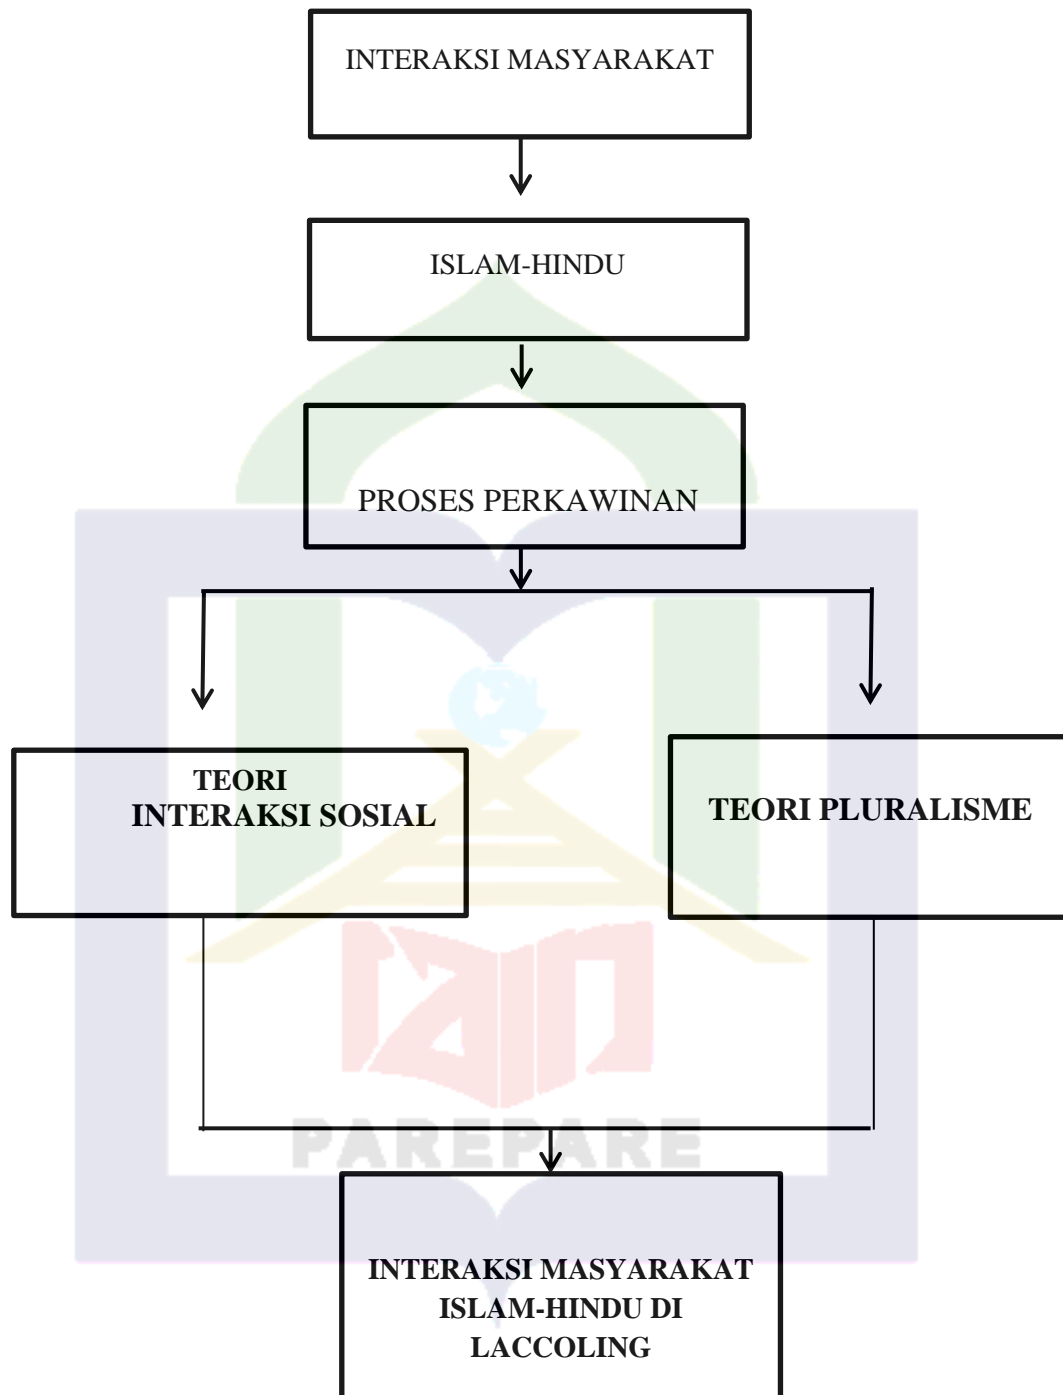 INTERAKSI MASYARAKAT
ISLAM-HINDU
PROSES PERKAWINAN
TEORI
INTERAKSI SOSIAL
TEORI PLURALISME
PAREPARE
INTERAKSI MASYARAKAT
ISLAM-HINDU DI
LACCOLING